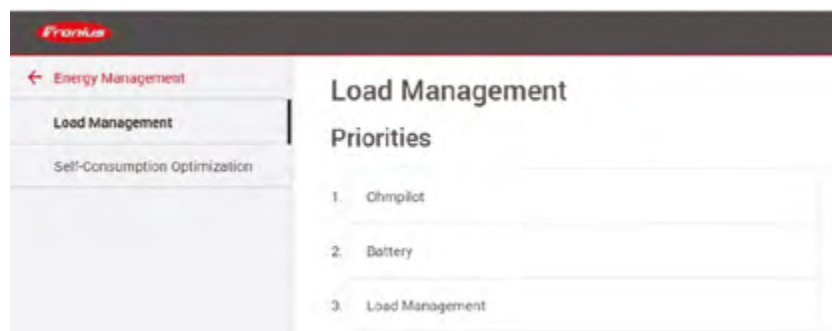 Fronius
← Energy Management
Load Management
Self-Consumption Optimization
Load Management
Priorities
1. Ohmpilot
2. Battery
3. Load Management